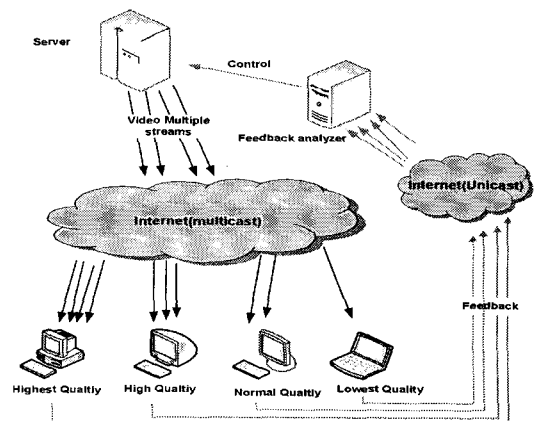 Server
Control
Video Multiple
streams
Feedback analyzer
Internet(Unicast)
Internet(multicast)
Feedback
Highest Qualtiy
High Qualtiy
Normal Qualtiy
Lowest Quality